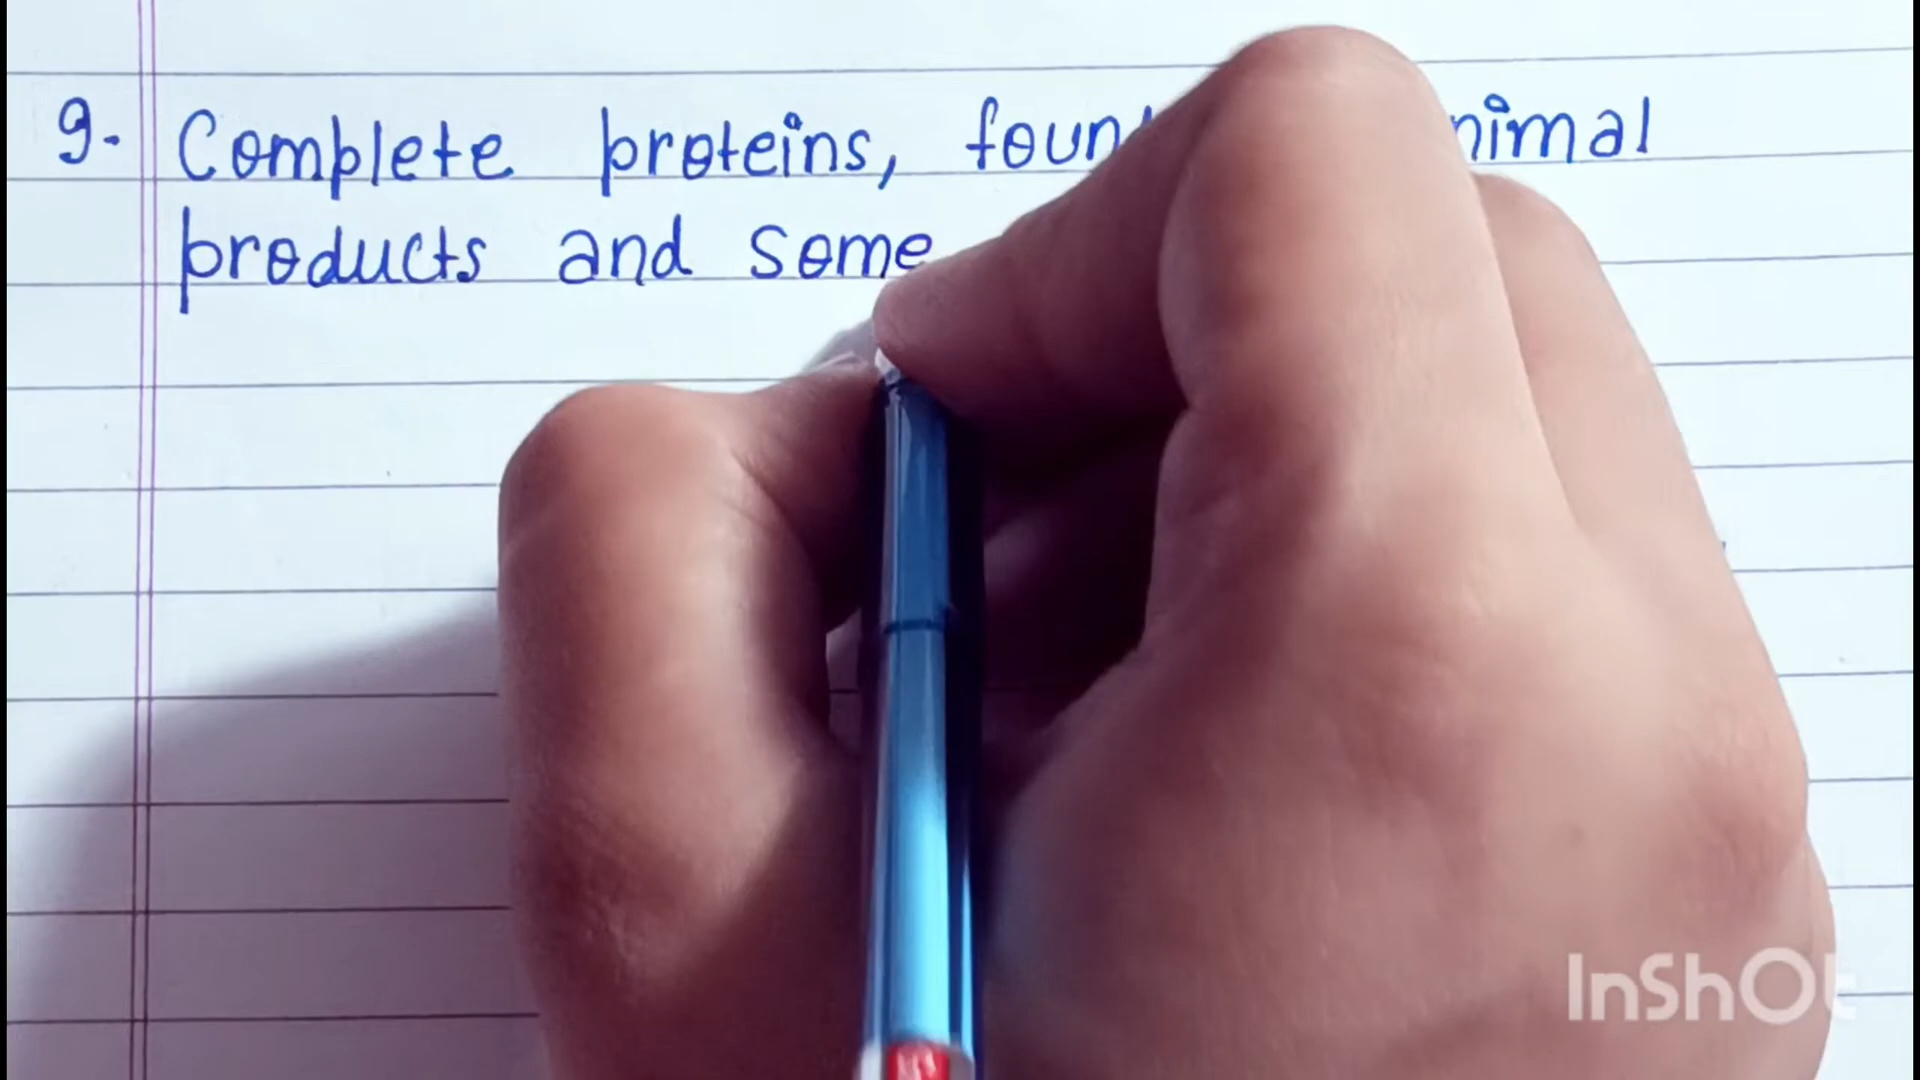 9. Complete proteins, foun nimal
products and some
InShOt